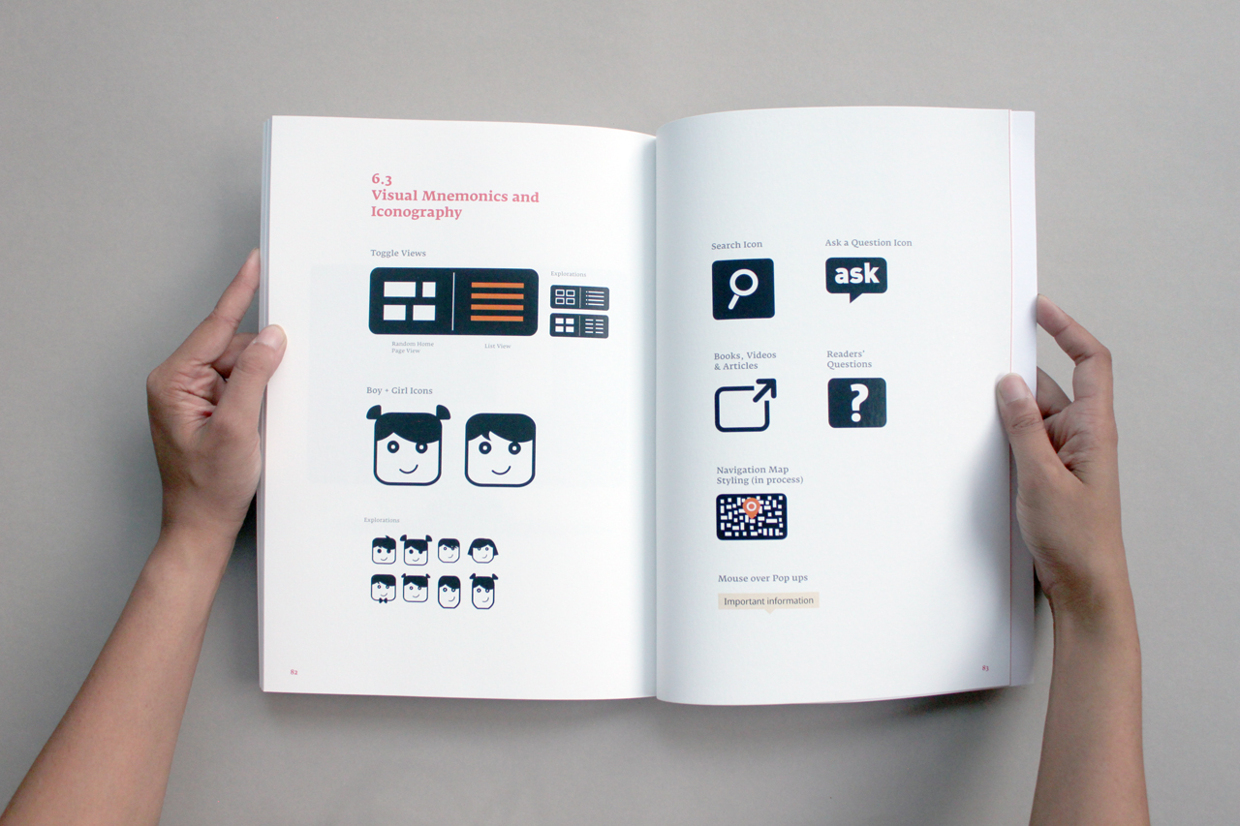 6.3
Visual Mnemonics and
Iconography
Toggle Views
Explorations
Random Home
Page View
List View
Boy + Girl Icons
Explorations
82
Search Icon
Ask a Question Icon
ask
Books, Videos
& Articles
Readers'
Questions
?
Navigation Map
Styling (in process)
Mouse over Pop ups
Important information
83